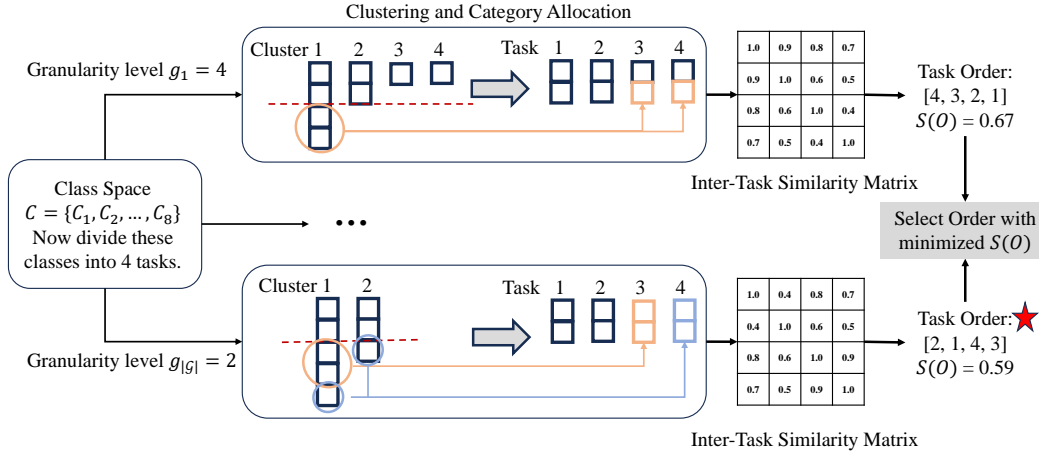 Clustering and Category Allocation
Granularity level g₁ = 4
Cluster 1 2 3 4
Task 1 2 3 4
1.0 0.9 0.8 0.7
0.9 1.0 0.6 0.5
0.8 0.6 1.0 0.4
0.7 0.5 0.4 1.0
Inter-Task Similarity Matrix
Task Order:
[4, 3, 2, 1]
S(O) = 0.67
Class Space
C = {C₁, C₂, ... , C₈}
Now divide these
classes into 4 tasks.
...
Select Order with
minimized S(O)
Granularity level g_|𝒢| = 2
Cluster 1 2
Task 1 2 3 4
1.0 0.4 0.8 0.7
0.4 1.0 0.6 0.5
0.8 0.6 1.0 0.9
0.7 0.5 0.9 1.0
Inter-Task Similarity Matrix
Task Order:
[2, 1, 4, 3]
S(O) = 0.59